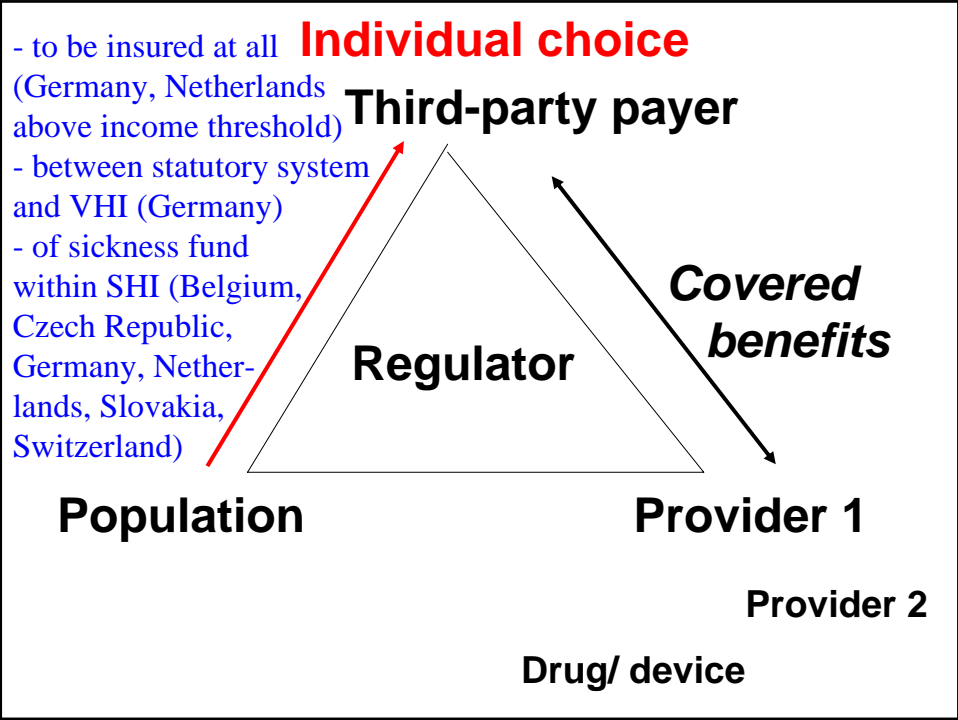 Individual choice
- to be insured at all
(Germany, Netherlands
above income threshold)
- between statutory system
and VHI (Germany)
- of sickness fund
within SHI (Belgium,
Czech Republic,
Germany, Nether-
lands, Slovakia,
Switzerland)
Third-party payer
Covered
benefits
Regulator
Population
Provider 1
Provider 2
Drug/ device